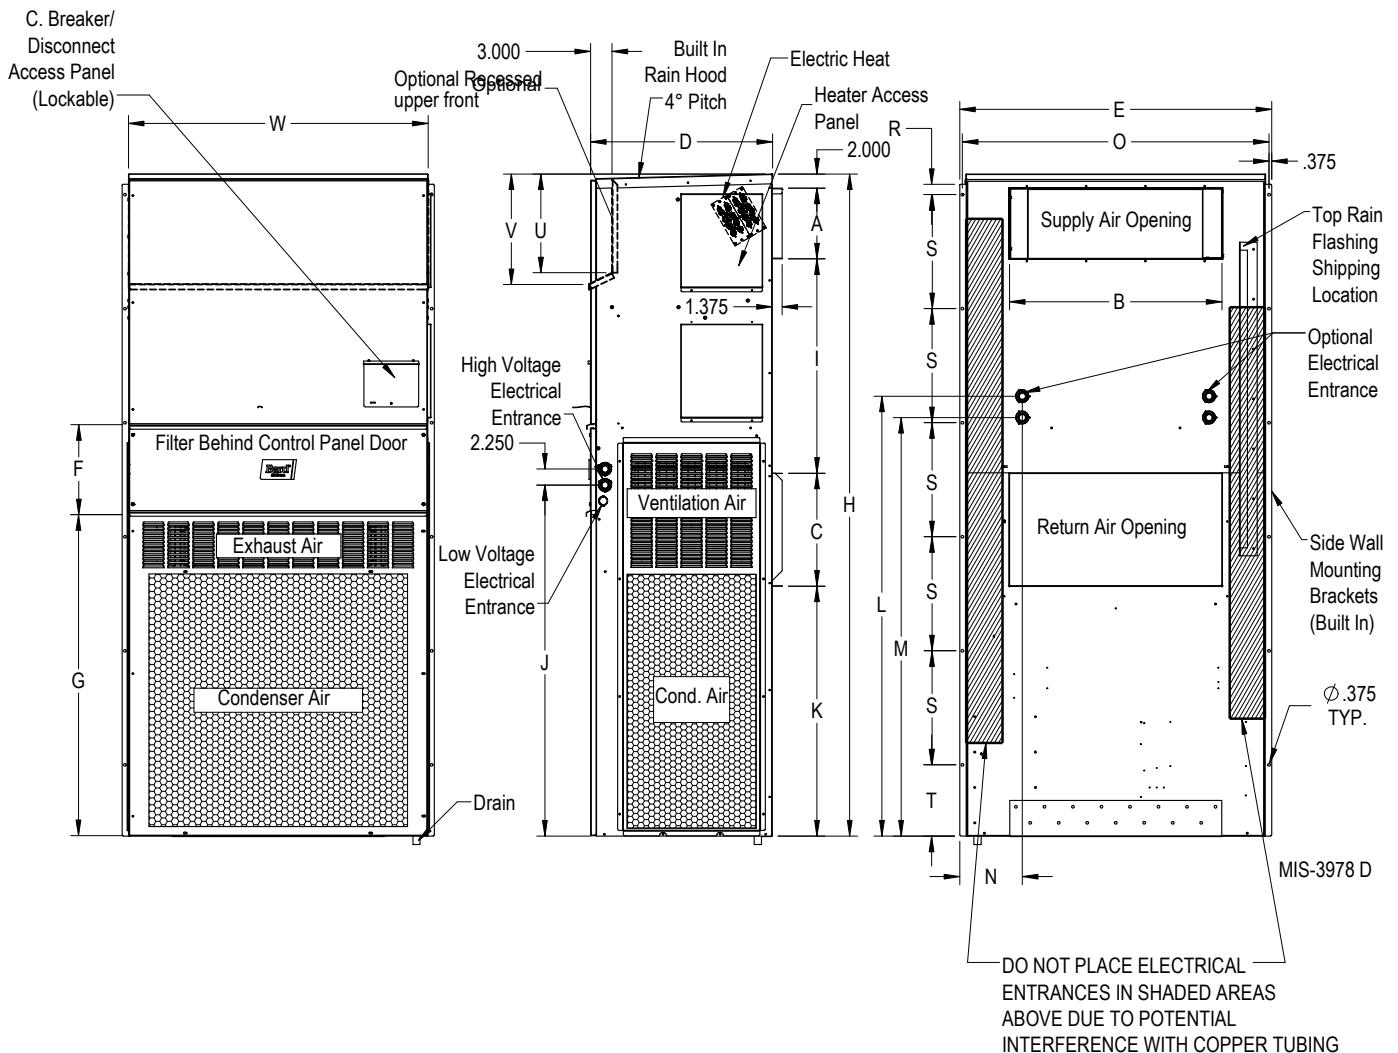 C. Breaker/
Disconnect
Access Panel
(Lockable)
W
Filter Behind Control Panel Door
Bard
Exhaust Air
Condenser Air
F
G
Drain
3.000
Optional Recessed
upper front
Optional
Built In
Rain Hood
4° Pitch
Electric Heat
Heater Access
Panel
D
2.000
V
U
A
1.375
I
High Voltage
Electrical
Entrance
2.250
Ventilation Air
Low Voltage
Electrical
Entrance
J
Cond. Air
C
K
H
R
E
O
.375
Supply Air Opening
B
S
S
S
S
S
T
Top Rain
Flashing
Shipping
Location
Optional
Electrical
Entrance
Return Air Opening
Side Wall
Mounting
Brackets
(Built In)
L
M
N
Ø.375
TYP.
MIS-3978 D
DO NOT PLACE ELECTRICAL
ENTRANCES IN SHADED AREAS
ABOVE DUE TO POTENTIAL
INTERFERENCE WITH COPPER TUBING